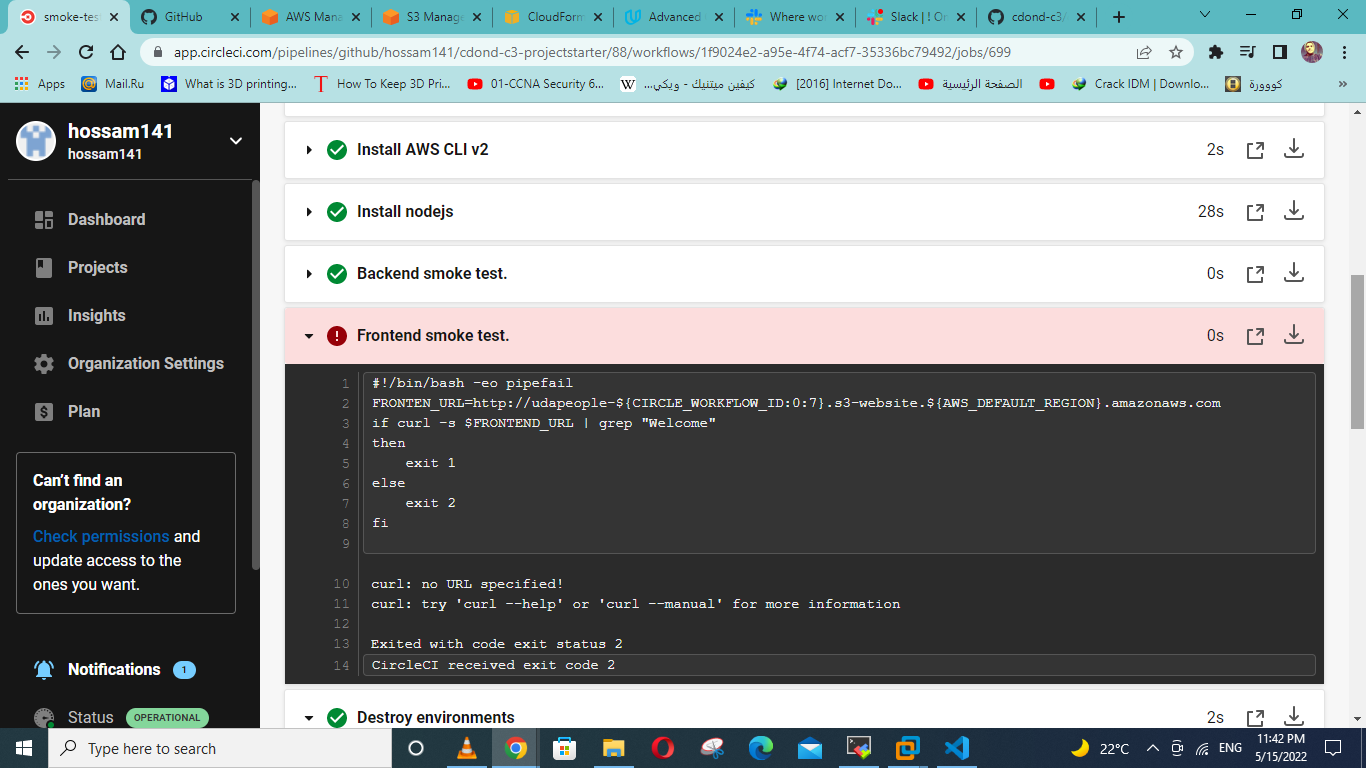 smoke-test
GitHub
AWS Mana
S3 Manage
CloudForm
Advanced
Where wor
Slack | ! On
cdond-c3/
app.circleci.com/pipelines/github/hossam141/cdond-c3-projectstarter/88/workflows/1f9024e2-a95e-4f74-acf7-35336bc79492/jobs/699
Apps
Mail.Ru
What is 3D printing...
How To Keep 3D Pri...
01-CCNA Security 6...
كيفين ميتنيك - ويكي...
[2016] Internet Do...
الصفحة الرئيسية
Crack IDM | Downlo...
كووورة
»
hossam141
hossam141
Dashboard
Projects
Insights
Organization Settings
Plan
Can't find an
organization?
Check permissions and
update access to the
ones you want.
Notifications 1
Status OPERATIONAL
Install AWS CLI v2 2s
Install nodejs 28s
Backend smoke test. 0s
Frontend smoke test. 0s
1 #!/bin/bash -eo pipefail
2 FRONTEN_URL=http://udapeople-${CIRCLE_WORKFLOW_ID:0:7}.s3-website.${AWS_DEFAULT_REGION}.amazonaws.com
3 if curl -s $FRONTEND_URL | grep "Welcome"
4 then
5 exit 1
6 else
7 exit 2
8 fi
9
10 curl: no URL specified!
11 curl: try 'curl --help' or 'curl --manual' for more information
12
13 Exited with code exit status 2
14 CircleCI received exit code 2
Destroy environments 2s
Type here to search
22°C
ENG
11:42 PM
5/15/2022